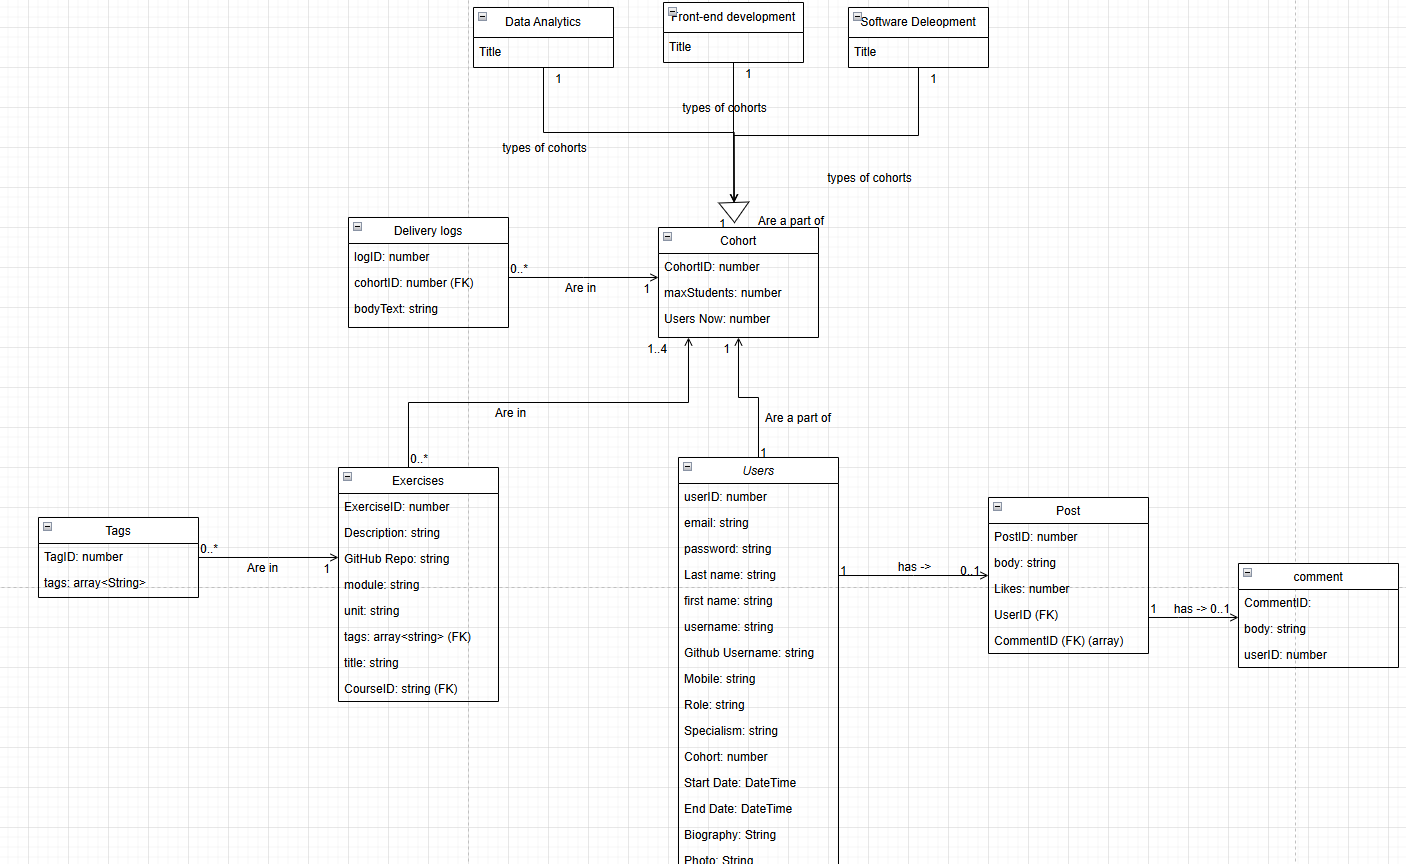 Data Analytics
Title
1
Front-end development
Title
1
Software Deleopment
Title
1
types of cohorts
types of cohorts
types of cohorts
1
Are a part of
Delivery logs
logID: number
cohortID: number (FK)
bodyText: string
0..*
Are in
1
Cohort
CohortID: number
maxStudents: number
Users Now: number
1..4
1
Are in
Are a part of
0..*
1
Tags
TagID: number
tags: array<String>
0..*
Are in
1
Exercises
ExerciseID: number
Description: string
GitHub Repo: string
module: string
unit: string
tags: array<string> (FK)
title: string
CourseID: string (FK)
Users
userID: number
email: string
password: string
Last name: string
first name: string
username: string
Github Username: string
Mobile: string
Role: string
Specialism: string
Cohort: number
Start Date: DateTime
End Date: DateTime
Biography: String
Photo: String
1
has ->
0..1
Post
PostID: number
body: string
Likes: number
UserID (FK)
CommentID (FK) (array)
1
has -> 0..1
comment
CommentID:
body: string
userID: number